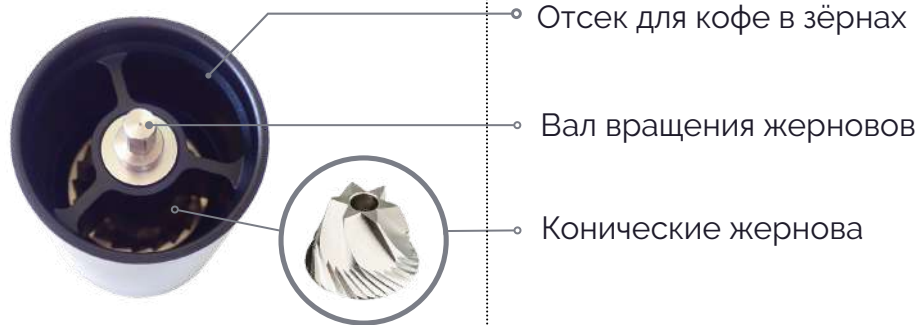 Отсек для кофе в зёрнах
Вал вращения жерновов
Конические жернова